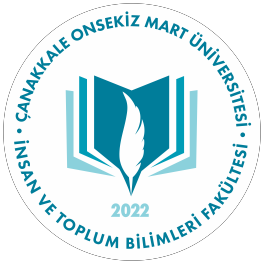 ÇANAKKALE ONSEKİZ MART ÜNİVERSİTESİ
• İNSAN VE TOPLUM BİLİMLERİ FAKÜLTESİ •
2022